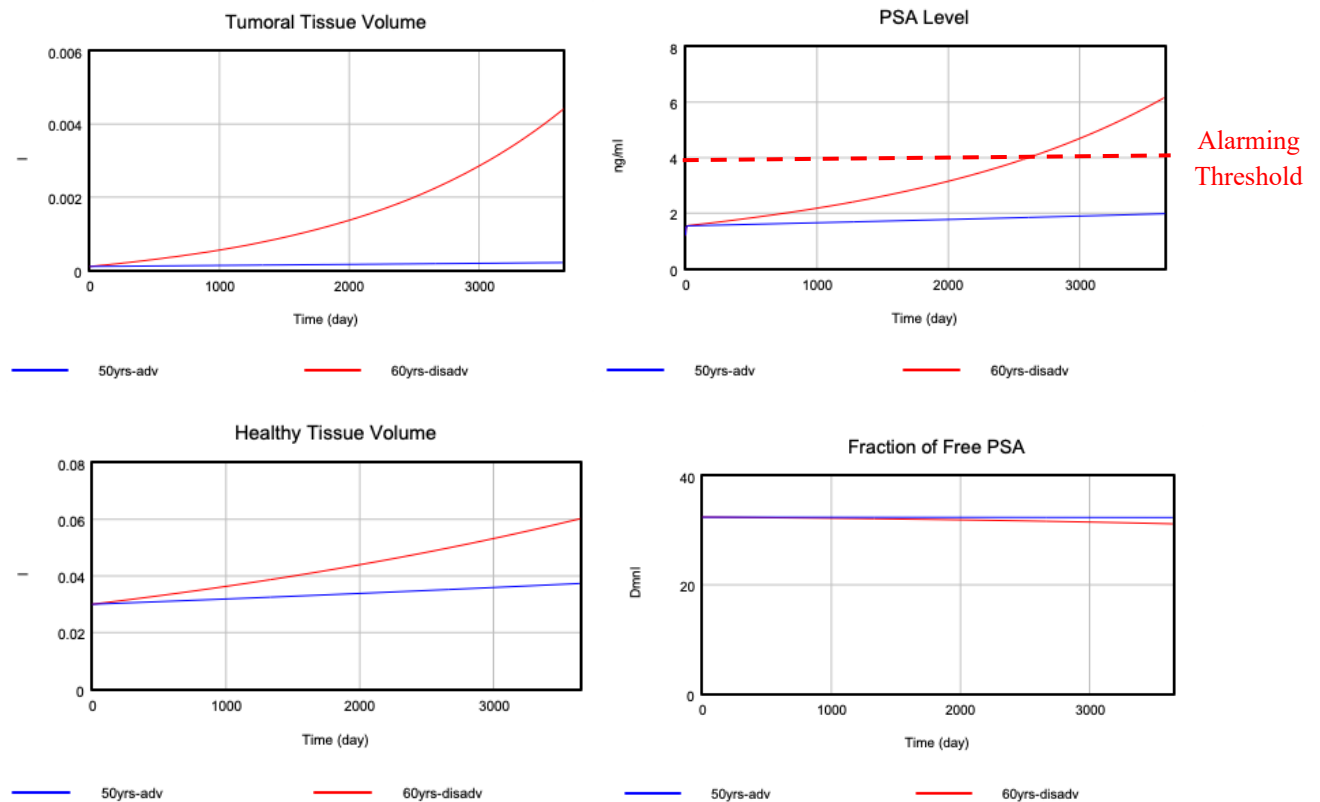 Tumoral Tissue Volume
0.006
0.004
0.002
0
l
0
1000
2000
3000
Time (day)
50yrs-adv
60yrs-disadv
PSA Level
8
6
4
2
0
ng/ml
0
1000
2000
3000
Time (day)
Alarming
Threshold
50yrs-adv
60yrs-disadv
Healthy Tissue Volume
0.08
0.06
0.04
0.02
0
l
0
1000
2000
3000
Time (day)
50yrs-adv
60yrs-disadv
Fraction of Free PSA
40
20
0
Dmnl
0
1000
2000
3000
Time (day)
50yrs-adv
60yrs-disadv